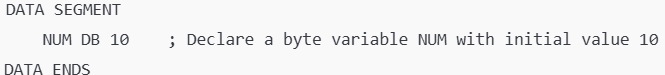 DATA SEGMENT
    NUM DB 10    ; Declare a byte variable NUM with initial value 10
DATA ENDS